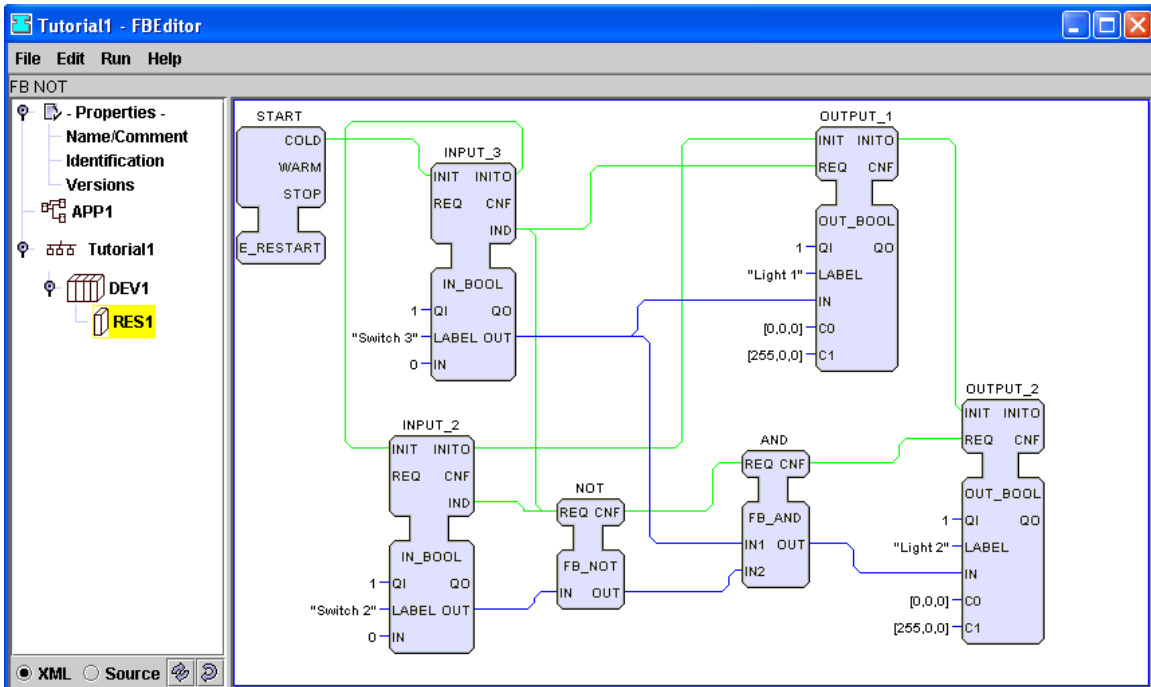 Tutorial1 - FBEditor
File Edit Run Help
FB NOT
- Properties -
Name/Comment
Identification
Versions
APP1
Tutorial1
DEV1
RES1
XML Source
START
COLD
WARM
STOP
E_RESTART
INPUT_3
INIT INITO
REQ CNF
IND
IN_BOOL
1 QI QO
"Switch 3" LABEL OUT
0 IN
OUTPUT_1
INIT INITO
REQ CNF
OUT_BOOL
1 QI QO
"Light 1" LABEL
IN
[0,0,0] C0
[255,0,0] C1
INPUT_2
INIT INITO
REQ CNF
IND
IN_BOOL
1 QI QO
"Switch 2" LABEL OUT
0 IN
NOT
REQ CNF
FB_NOT
IN OUT
AND
REQ CNF
FB_AND
IN1 OUT
IN2
OUTPUT_2
INIT INITO
REQ CNF
OUT_BOOL
1 QI QO
"Light 2" LABEL
IN
[0,0,0] C0
[255,0,0] C1